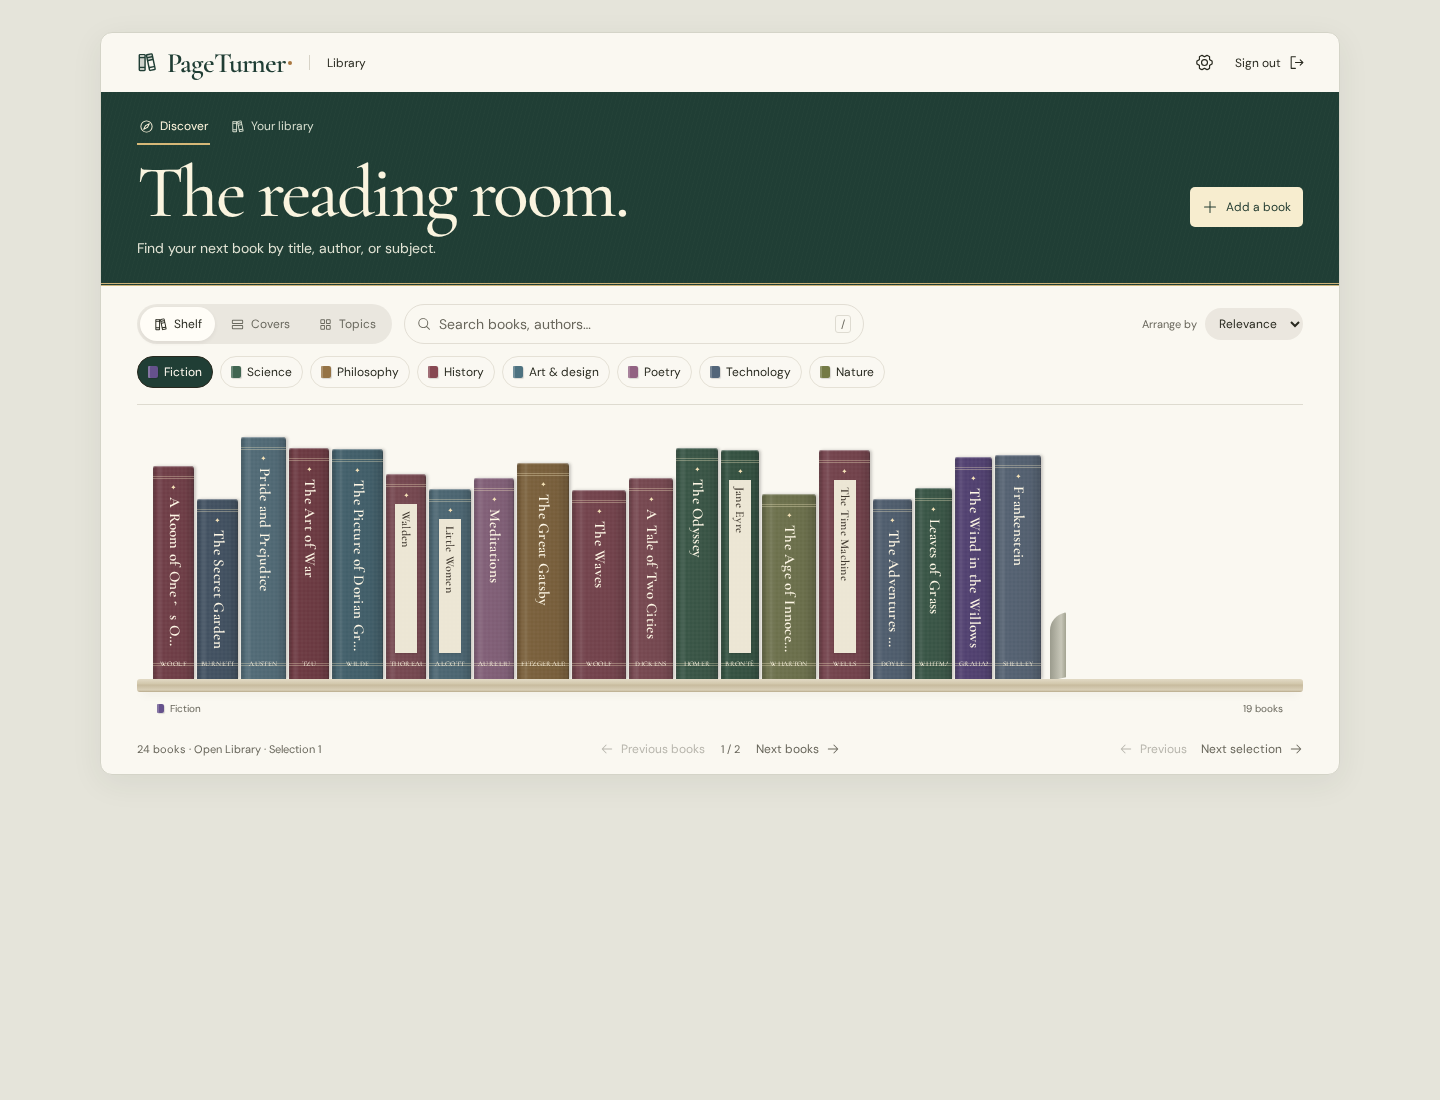 PageTurner
Library
Sign out
Discover
Your library
The reading room.
Find your next book by title, author, or subject.
Add a book
Shelf
Covers
Topics
Search books, authors...
/
Arrange by
Relevance
Fiction
Science
Philosophy
History
Art & design
Poetry
Technology
Nature
A Room of One's O...
WOOLF
The Secret Garden
BURNETT
Pride and Prejudice
AUSTEN
The Art of War
TZU
The Picture of Dorian Gr...
WILDE
Walden
THOREAU
Little Women
ALCOTT
Meditations
AURELIU
The Great Gatsby
FITZGERALD
The Waves
WOOLF
A Tale of Two Cities
DICKENS
The Odyssey
HOMER
Jane Eyre
BRONTË
The Age of Innoce...
WHARTON
The Time Machine
WELLS
The Adventures ...
DOYLE
Leaves of Grass
WHITMA
The Wind in the Willows
GRAHA
Frankenstein
SHELLEY
Fiction
19 books
24 books · Open Library · Selection 1
Previous books
1 / 2
Next books
Previous
Next selection